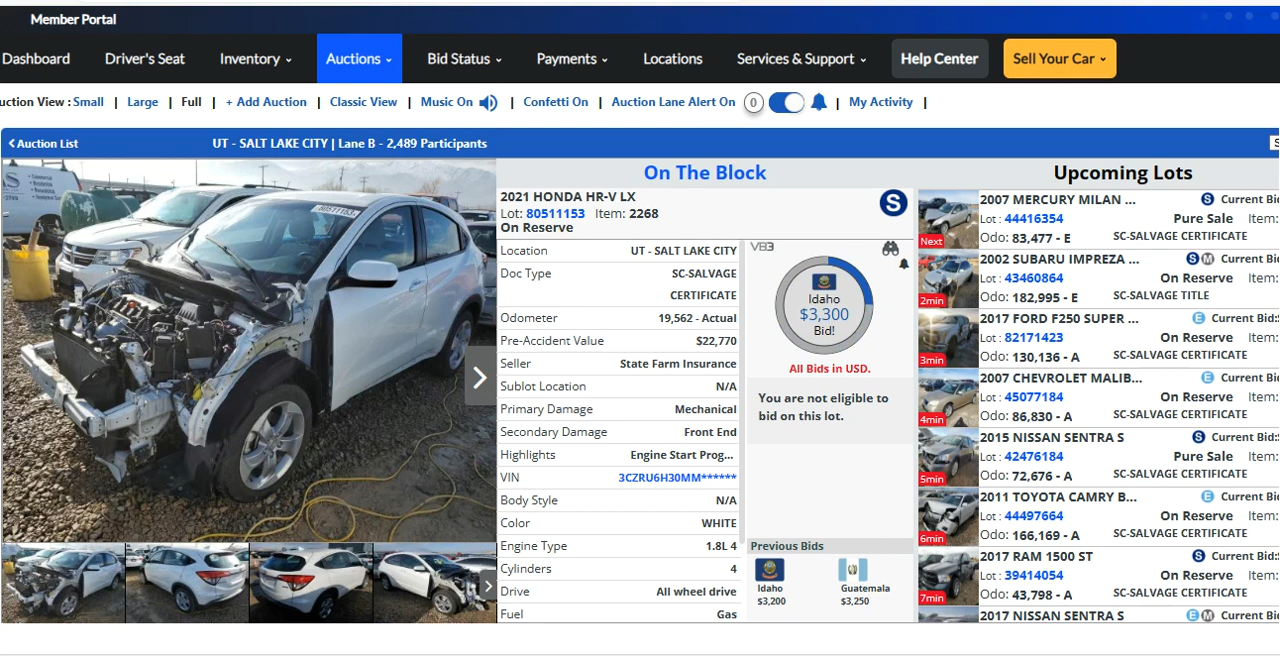 Member Portal
Dashboard Driver's Seat Inventory Auctions Bid Status Payments Locations Services & Support Help Center Sell Your Car
uction View : Small | Large | Full | + Add Auction | Classic View | Music On | Confetti On | Auction Lane Alert On 0 | My Activity |
Auction List UT - SALT LAKE CITY | Lane B - 2,489 Participants S
80511153
On The Block
2021 HONDA HR-V LX
Lot: 80511153 Item: 2268
On Reserve
S
Location UT - SALT LAKE CITY
Doc Type SC-SALVAGE
CERTIFICATE
Odometer 19,562 - Actual
Pre-Accident Value $22,770
Seller State Farm Insurance
Sublot Location N/A
Primary Damage Mechanical
Secondary Damage Front End
Highlights Engine Start Prog...
VIN 3CZRU6H30MM******
Body Style N/A
Color WHITE
Engine Type 1.8L 4
Cylinders 4
Drive All wheel drive
Fuel Gas
VB3
Idaho
$3,300
Bid!
All Bids in USD.
You are not eligible to
bid on this lot.
Previous Bids
Idaho Guatemala
$3,200 $3,250
Upcoming Lots
2007 MERCURY MILAN ... S Current Bid
Lot : 44416354 Pure Sale Item:
Next Odo: 83,477 - E SC-SALVAGE CERTIFICATE
2002 SUBARU IMPREZA ... S M Current Bid
Lot : 43460864 On Reserve Item:
2min Odo: 182,995 - E SC-SALVAGE TITLE
2017 FORD F250 SUPER ... E Current Bid:
Lot : 82171423 On Reserve Item:
3min Odo: 130,136 - A SC-SALVAGE CERTIFICATE
2007 CHEVROLET MALIB... E Current Bid
Lot : 45077184 On Reserve Item:
4min Odo: 86,830 - A SC-SALVAGE CERTIFICATE
2015 NISSAN SENTRA S S Current Bid:
Lot : 42476184 Pure Sale Item:
5min Odo: 72,676 - A SC-SALVAGE CERTIFICATE
2011 TOYOTA CAMRY B... E Current Bid
Lot : 44497664 On Reserve Item:
6min Odo: 166,169 - A SC-SALVAGE CERTIFICATE
2017 RAM 1500 ST S Current Bid:
Lot : 39414054 On Reserve Item:
7min Odo: 43,798 - A SC-SALVAGE CERTIFICATE
2017 NISSAN SENTRA S E M Current Bid: